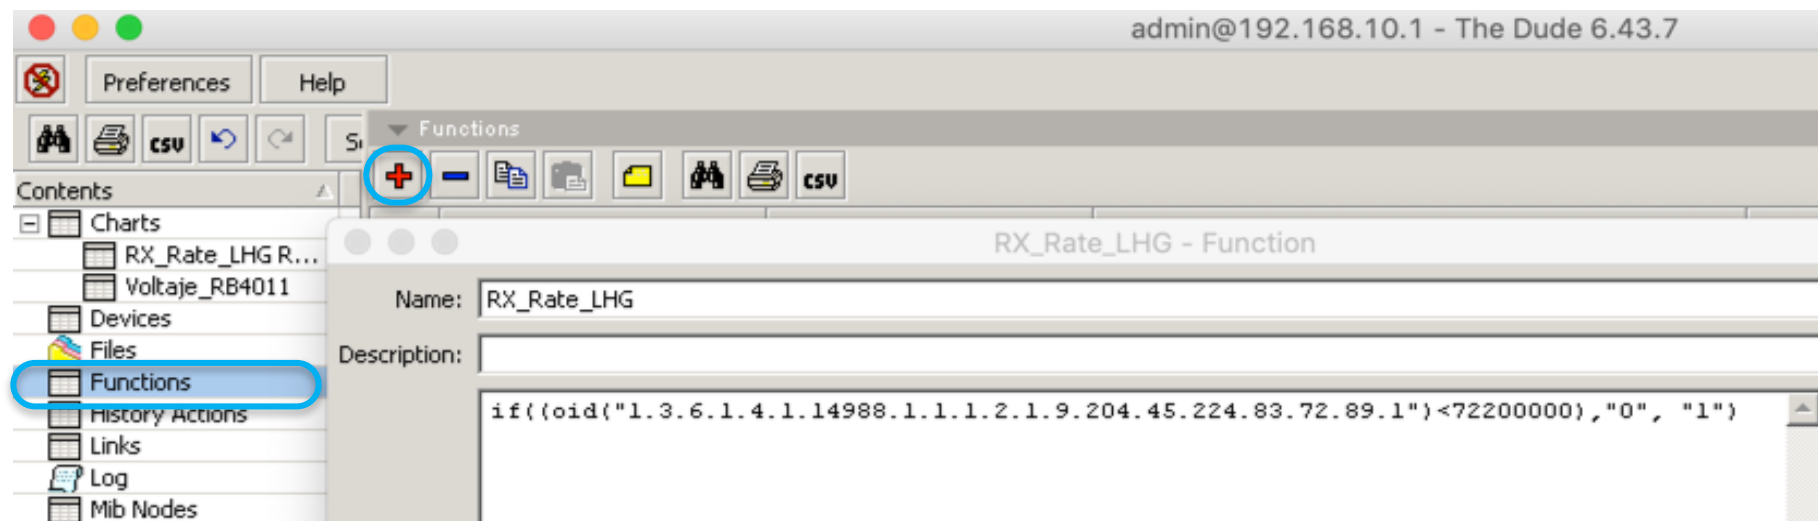 admin@192.168.10.1 - The Dude 6.43.7
Preferences Help
csv
Functions
csv
Contents
Charts
RX_Rate_LHG R...
Voltaje_RB4011
Devices
Files
Functions
History Actions
Links
Log
Mib Nodes
RX_Rate_LHG - Function
Name: RX_Rate_LHG
Description:
if((oid("1.3.6.1.4.1.14988.1.1.1.2.1.9.204.45.224.83.72.89.1")<72200000),"0", "1")